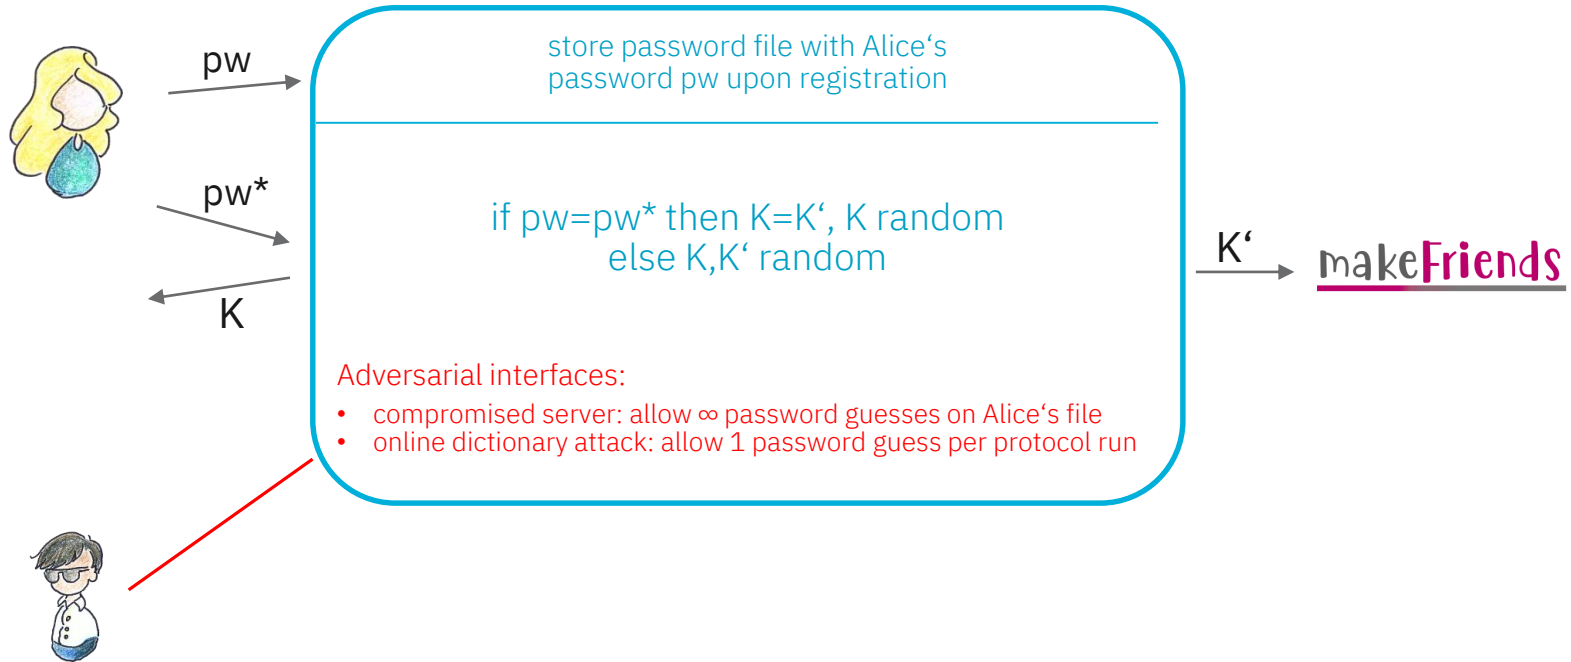 pw
store password file with Alice‘s
password pw upon registration
pw*
if pw=pw* then K=K‘, K random
else K,K‘ random
K
K‘
makeFriends
Adversarial interfaces:
• compromised server: allow ∞ password guesses on Alice‘s file
• online dictionary attack: allow 1 password guess per protocol run